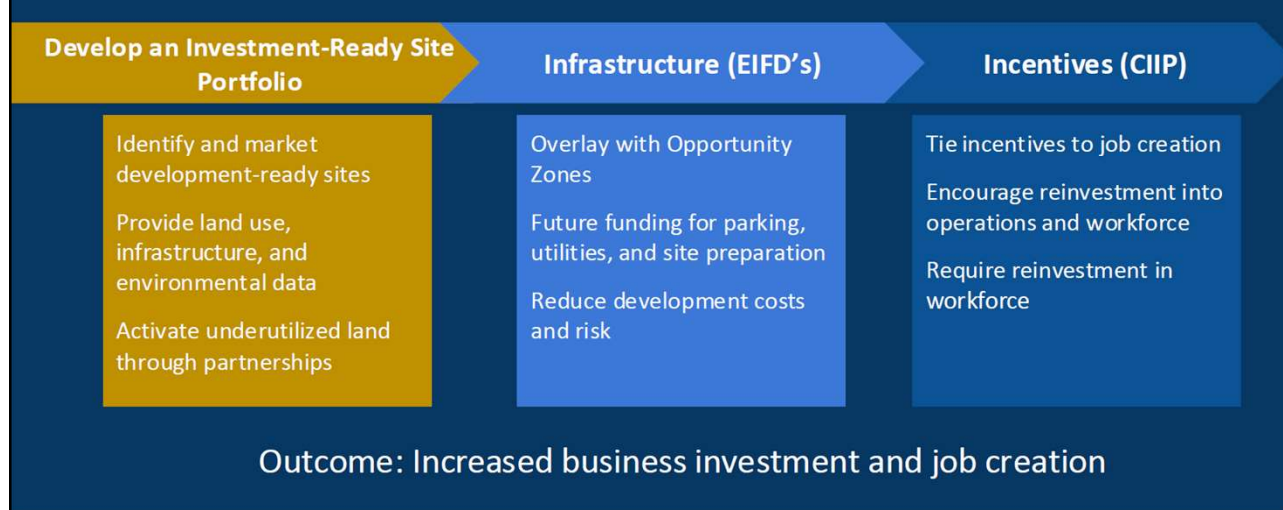 Develop an Investment-Ready Site
Portfolio
Identify and market
development-ready sites
Provide land use,
infrastructure, and
environmental data
Activate underutilized land
through partnerships
Infrastructure (EIFD's)
Overlay with Opportunity
Zones
Future funding for parking,
utilities, and site preparation
Reduce development costs
and risk
Incentives (CIIP)
Tie incentives to job creation
Encourage reinvestment into
operations and workforce
Require reinvestment in
workforce
Outcome: Increased business investment and job creation